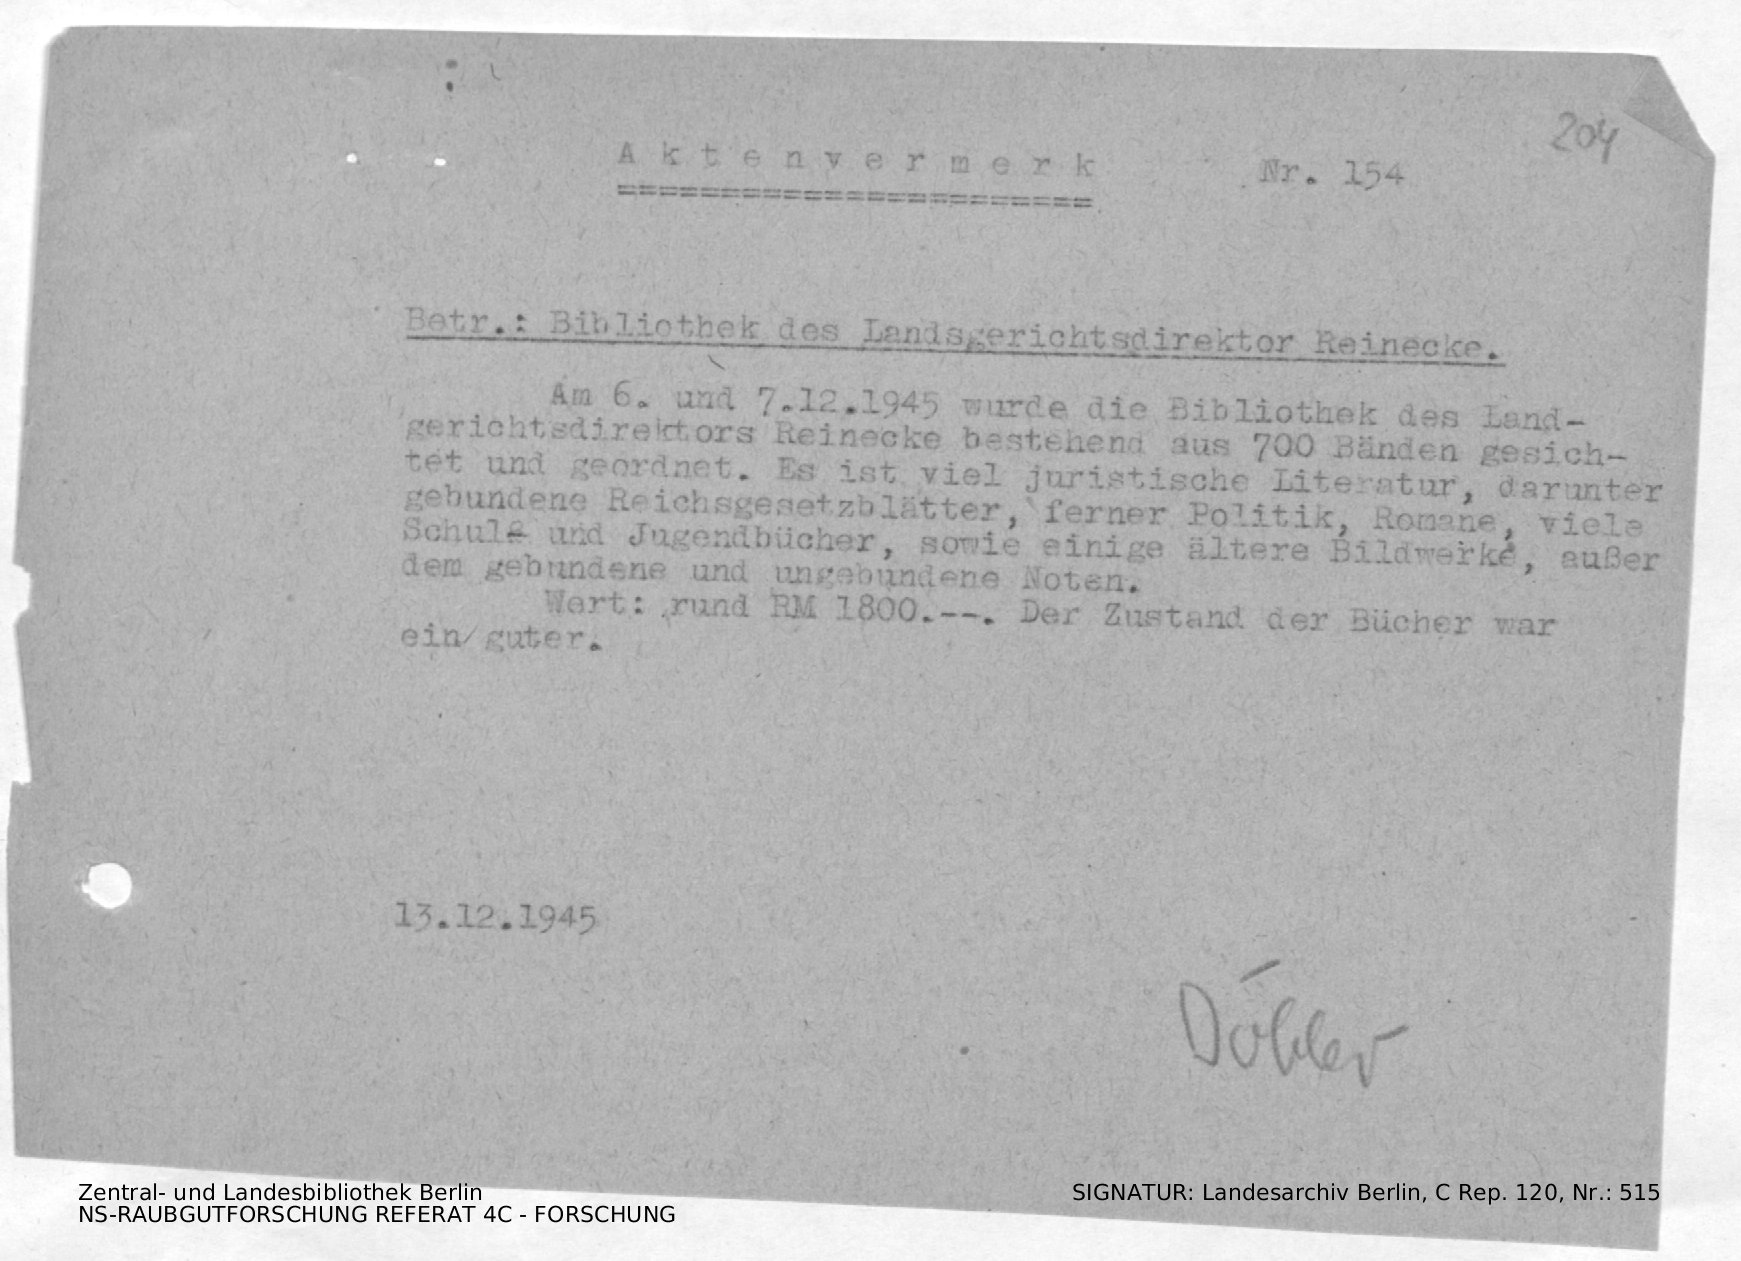 204
A k t e n v e r m e r k Nr. 154
=======================
Betr.: Bibliothek des Landsgerichtsdirektor Reinecke.
Am 6. und 7.12.1945 wurde die Bibliothek des Land-
gerichtsdirektors Reinecke bestehend aus 700 Bänden gesich-
tet und geordnet. Es ist viel juristische Literatur, darunter
gebundene Reichsgesetzblätter, ferner Politik, Romane, viele
Schul- und Jugendbücher, sowie einige ältere Bildwerke, außer
dem gebundene und ungebundene Noten.
Wert: rund RM 1800.--. Der Zustand der Bücher war
ein guter.
13.12.1945
Döhler
Zentral- und Landesbibliothek Berlin
NS-RAUBGUTFORSCHUNG REFERAT 4C - FORSCHUNG
SIGNATUR: Landesarchiv Berlin, C Rep. 120, Nr.: 515